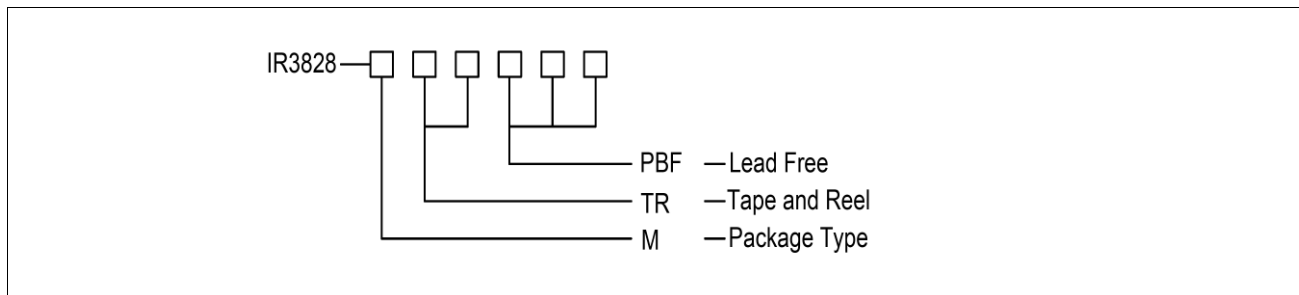 IR3828
PBF — Lead Free
TR — Tape and Reel
M — Package Type